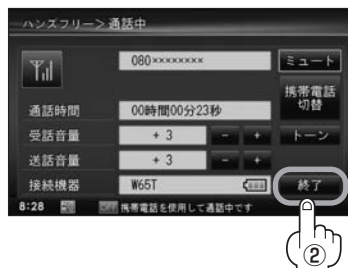 ハンズフリー＞通話中
080×××××××× ミュート
携帯電話
切替
通話時間 00時間00分23秒
受話音量 + 3 - + トーン
送話音量 + 3 - +
接続機器 W65T 終了
8:28 携帯電話を使用して通話中です
②